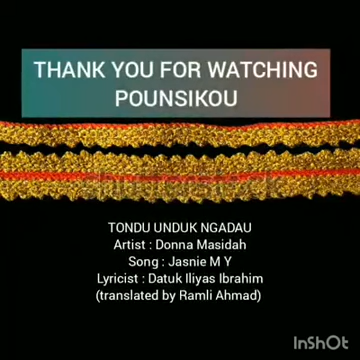 THANK YOU FOR WATCHING
POUNSIKOU
shutterstock
TONDU UNDUK NGADAU
Artist : Donna Masidah
Song : Jasnie M Y
Lyricist : Datuk Iliyas Ibrahim
(translated by Ramli Ahmad)
InShOt